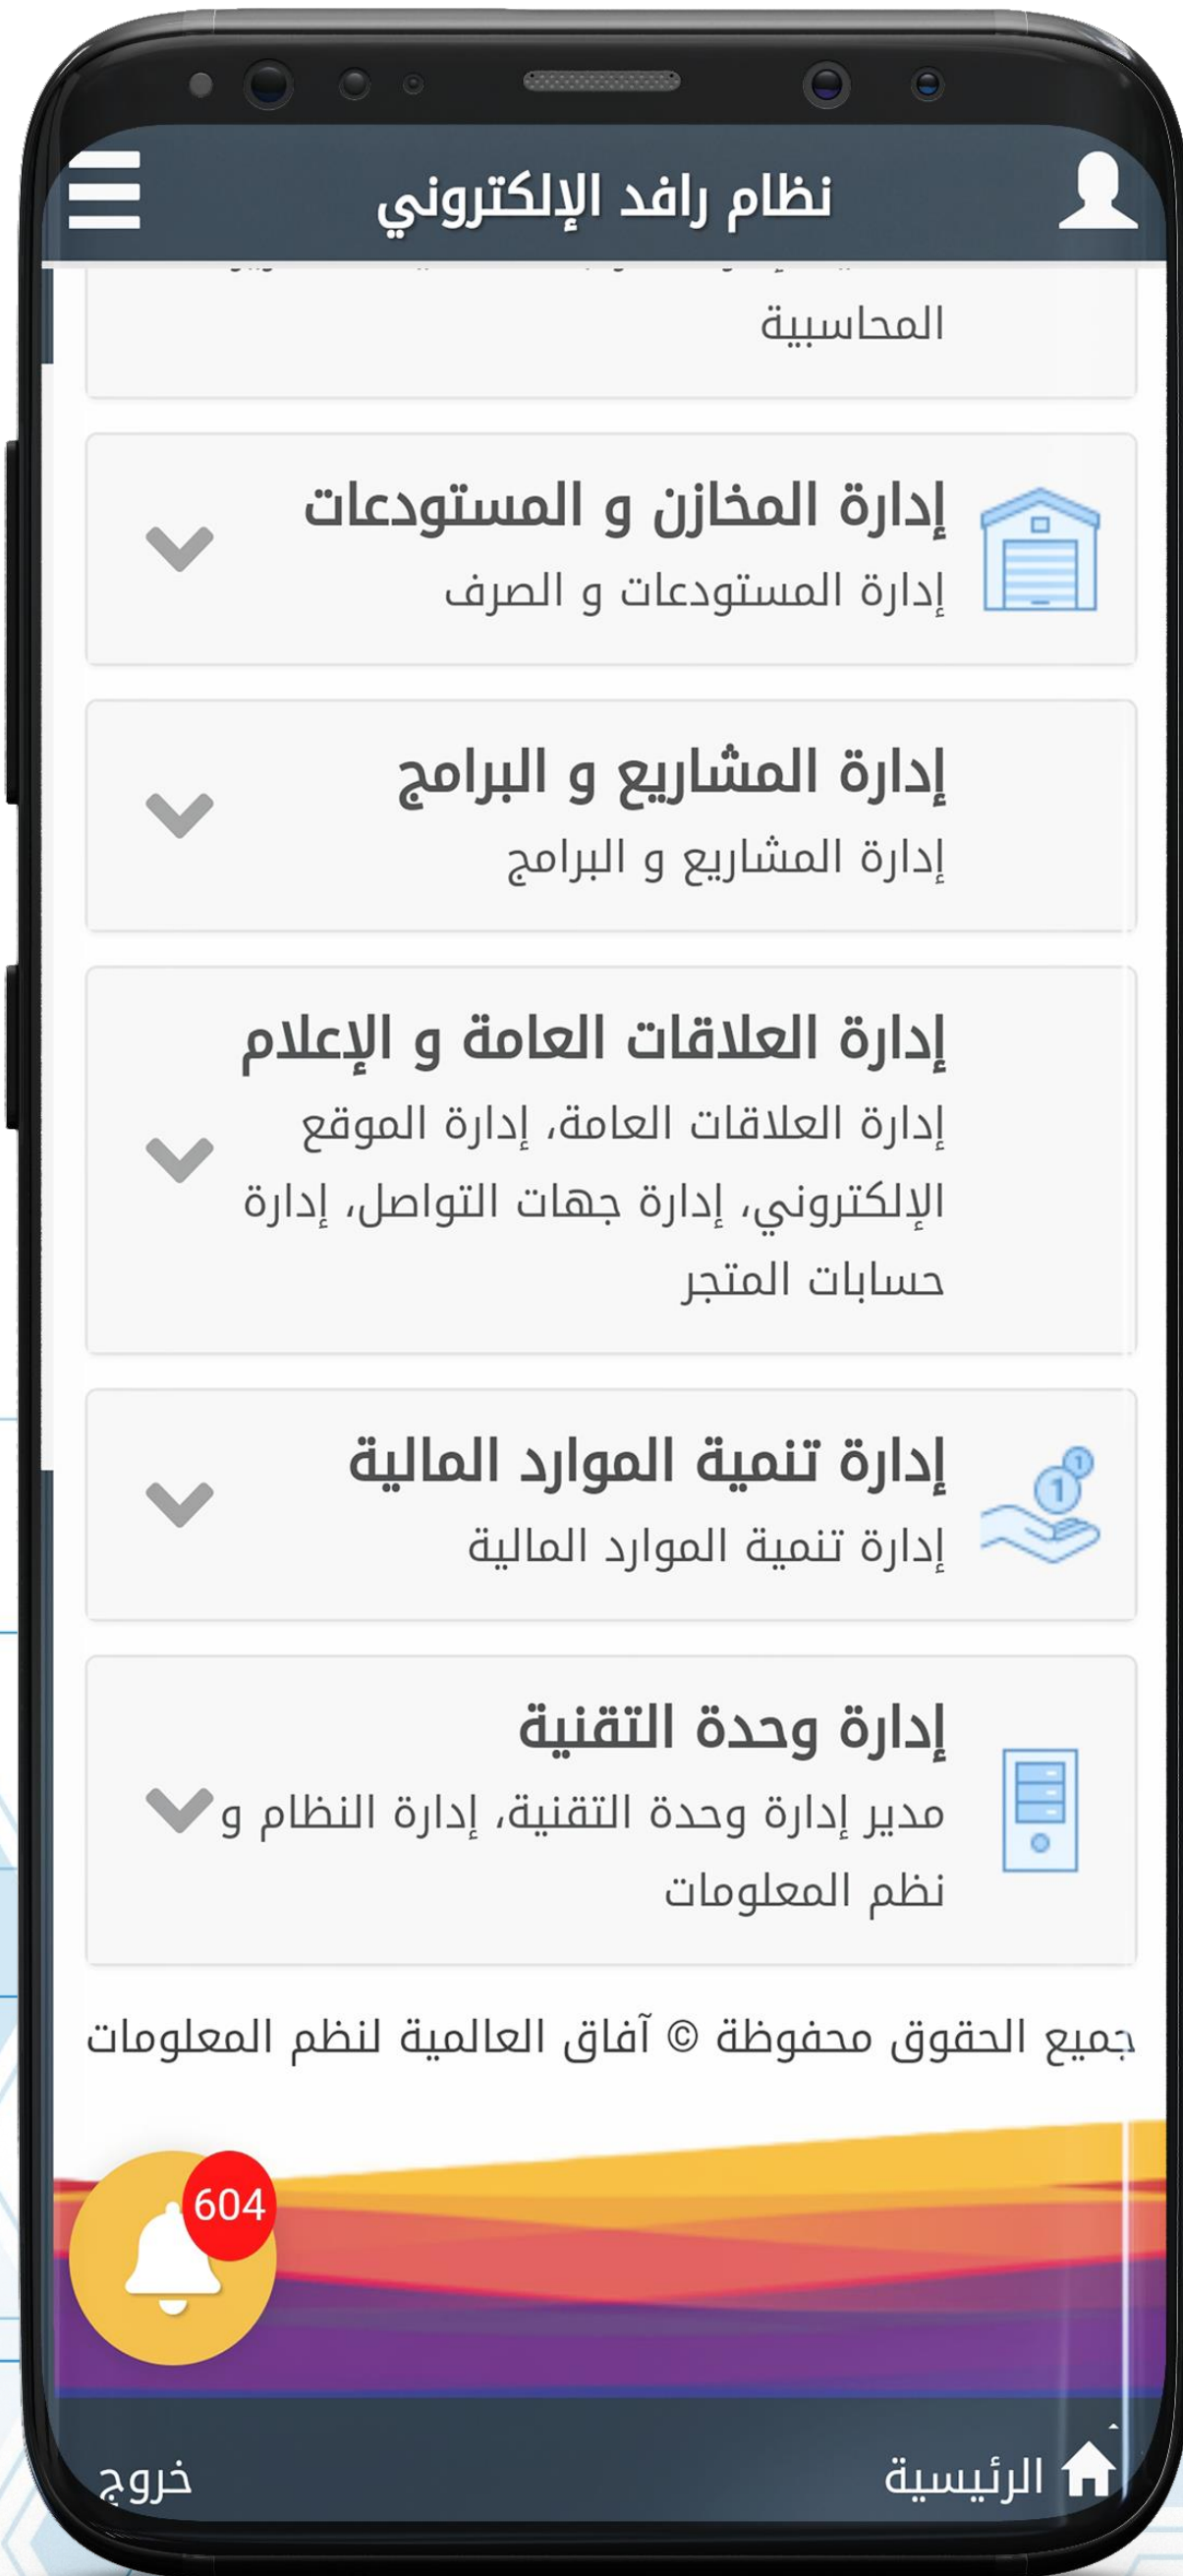 نظام رافد الإلكتروني
المحاسبية
إدارة المخازن و المستودعات
إدارة المستودعات و الصرف
إدارة المشاريع و البرامج
إدارة المشاريع و البرامج
إدارة العلاقات العامة و الإعلام
إدارة العلاقات العامة، إدارة الموقع
الإلكتروني، إدارة جهات التواصل، إدارة
حسابات المتجر
إدارة تنمية الموارد المالية
إدارة تنمية الموارد المالية
إدارة وحدة التقنية
مدير إدارة وحدة التقنية، إدارة النظام و
نظم المعلومات
جميع الحقوق محفوظة © آفاق العالمية لنظم المعلومات
604
الرئيسية
خروج